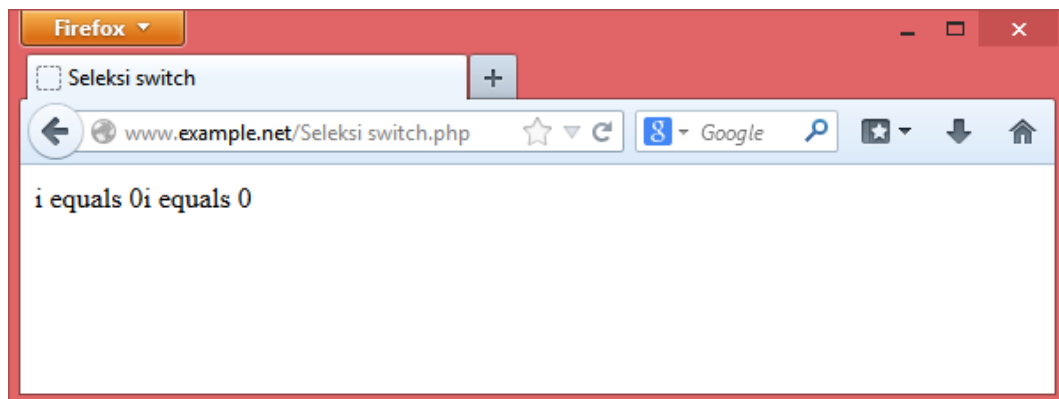 Firefox
Seleksi switch
www.example.net/Seleksi switch.php
Google
i equals 0i equals 0